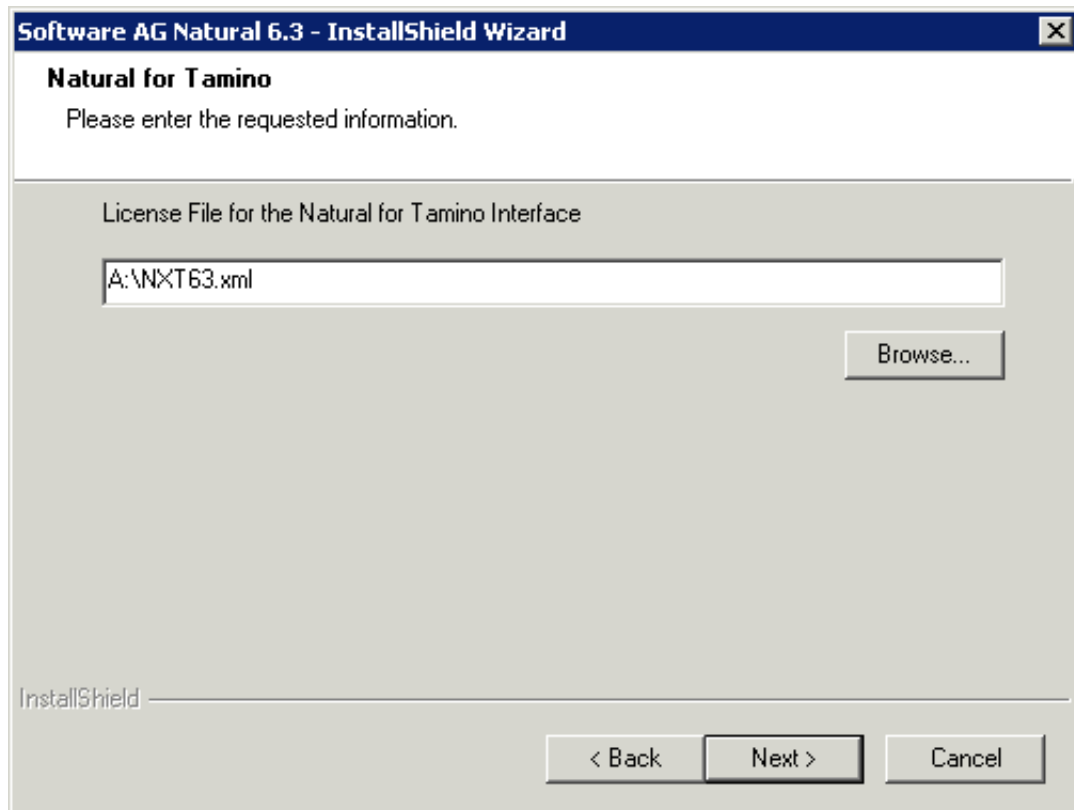 Software AG Natural 6.3 - InstallShield Wizard
Natural for Tamino
Please enter the requested information.
License File for the Natural for Tamino Interface
A:\NXT63.xml
Browse...
InstallShield
< Back Next > Cancel